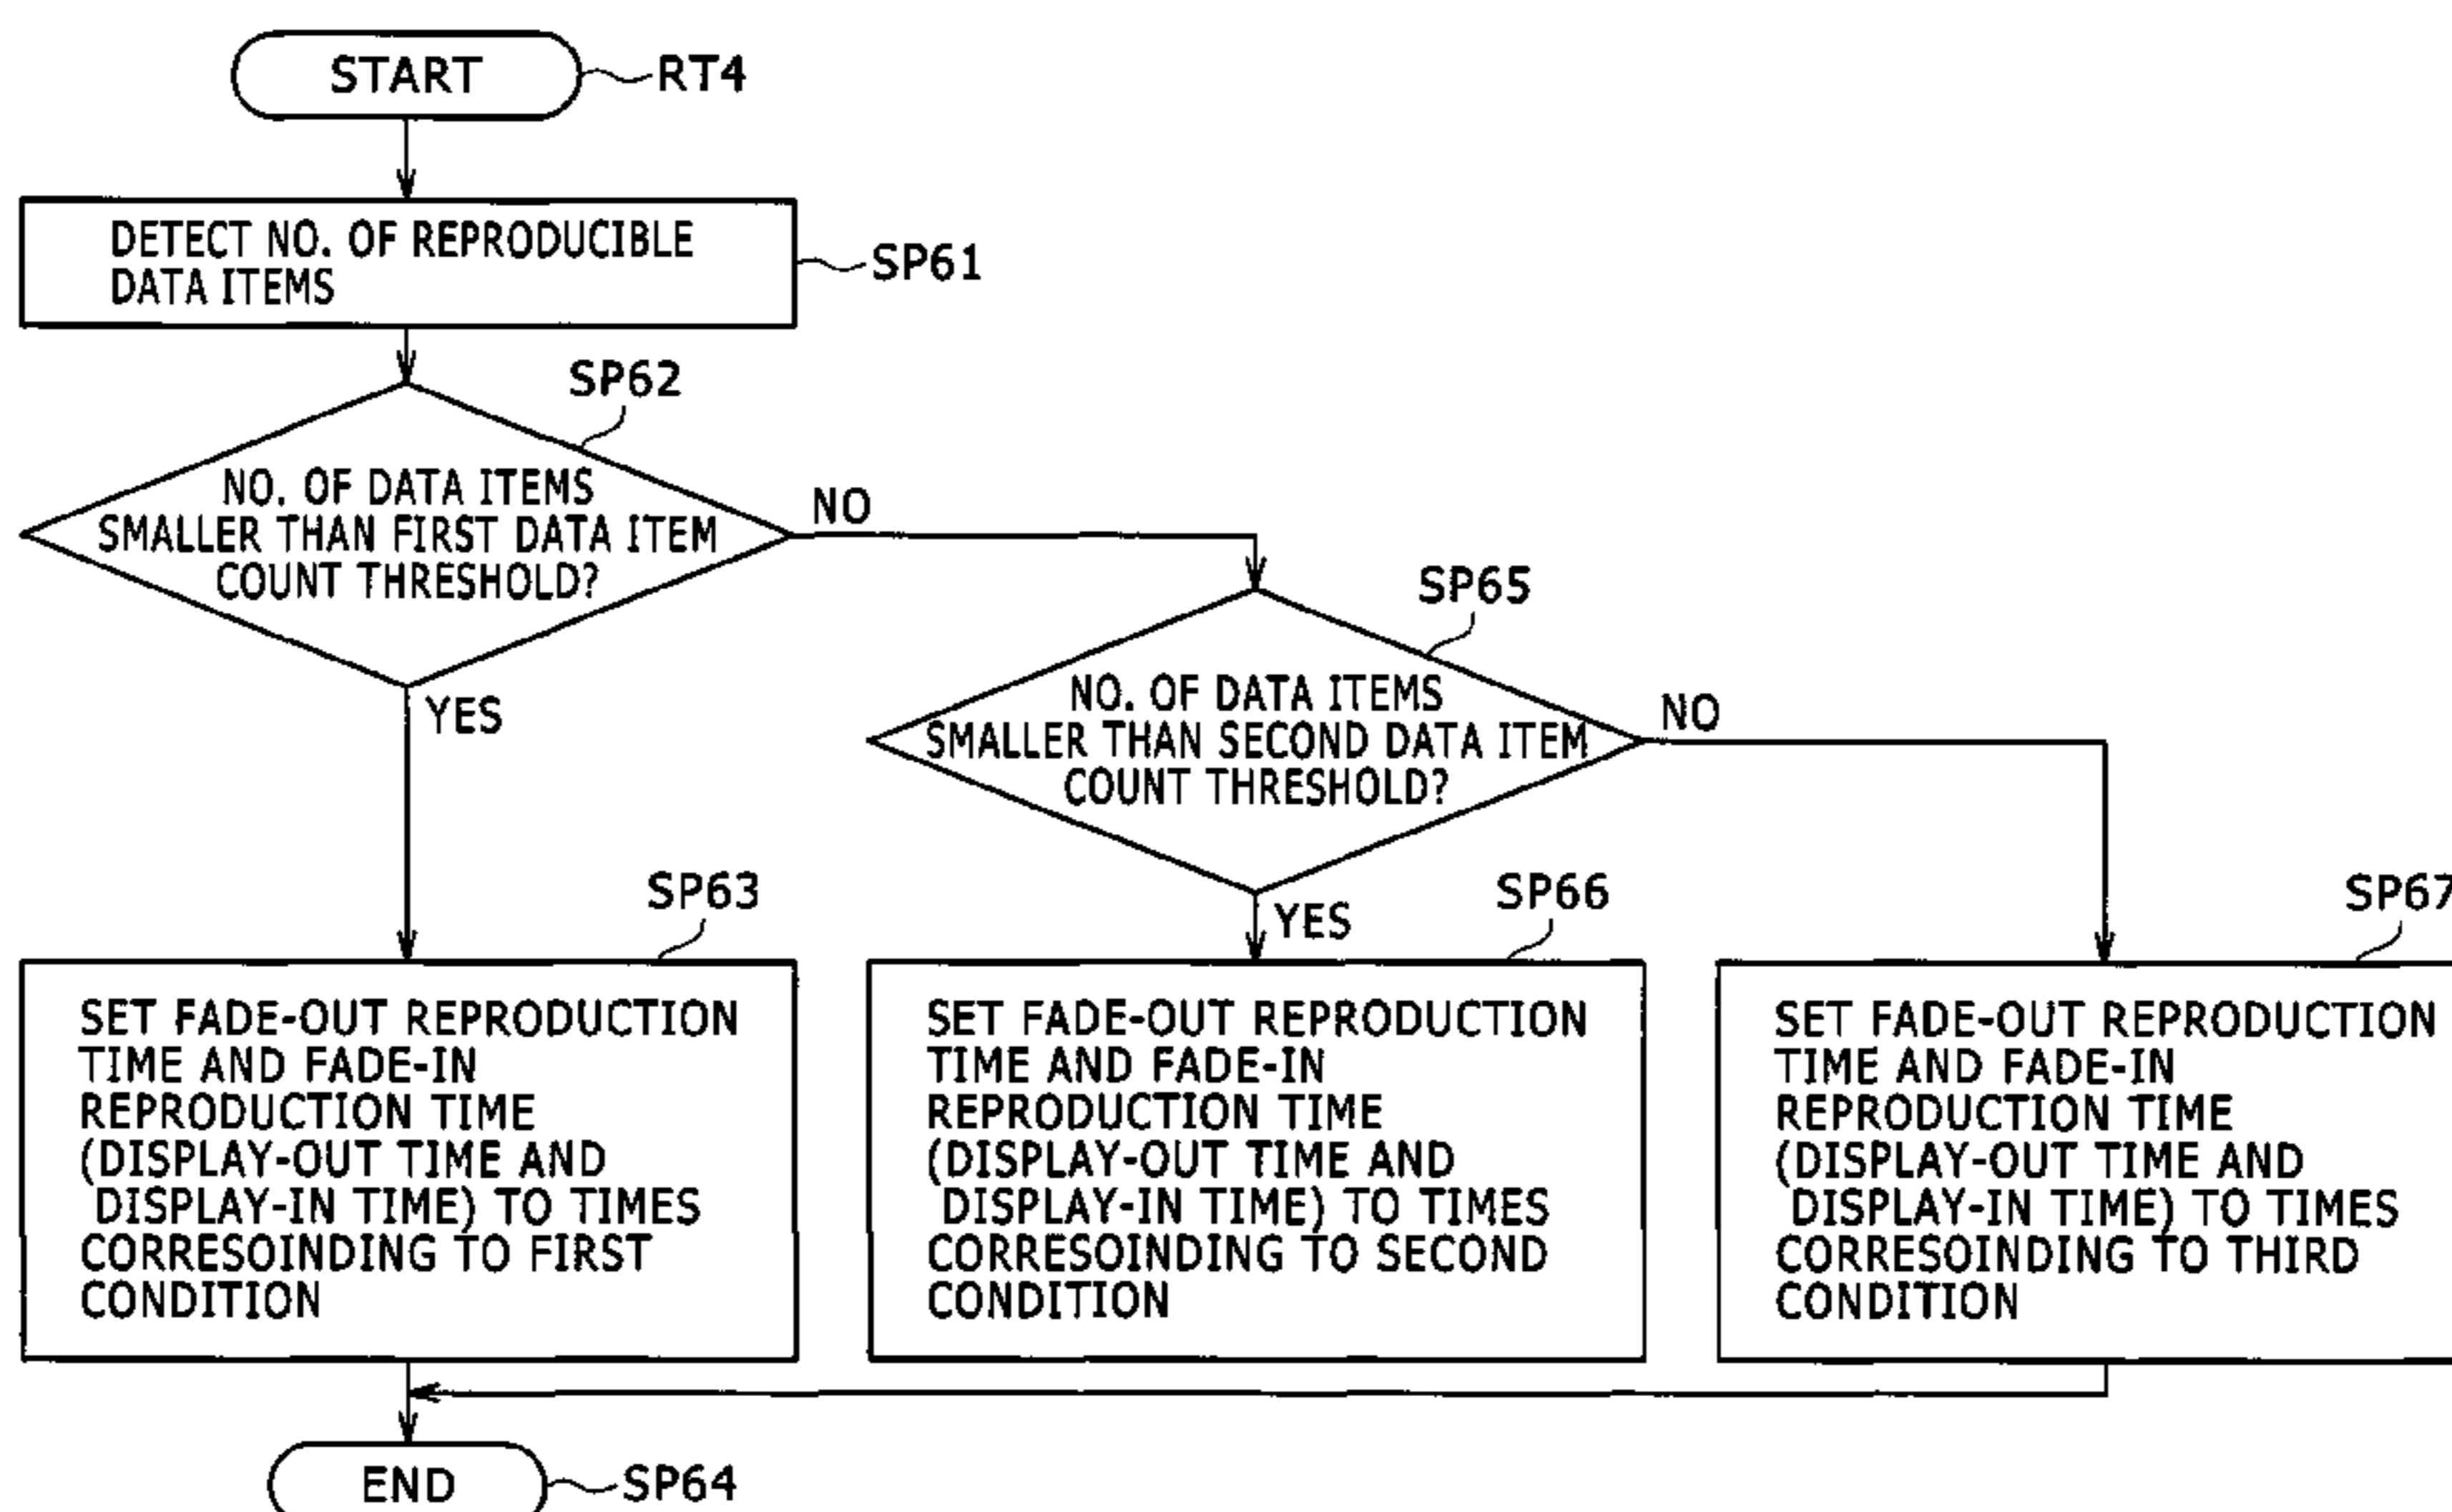 START
RT4
DETECT NO. OF REPRODUCIBLE
DATA ITEMS
SP61
SP62
NO. OF DATA ITEMS
SMALLER THAN FIRST DATA ITEM
COUNT THRESHOLD?
NO
YES
SP65
NO. OF DATA ITEMS
SMALLER THAN SECOND DATA ITEM
COUNT THRESHOLD?
NO
YES
SP63
SET FADE-OUT REPRODUCTION
TIME AND FADE-IN
REPRODUCTION TIME
(DISPLAY-OUT TIME AND
DISPLAY-IN TIME) TO TIMES
CORRESOINDING TO FIRST
CONDITION
SP66
SET FADE-OUT REPRODUCTION
TIME AND FADE-IN
REPRODUCTION TIME
(DISPLAY-OUT TIME AND
DISPLAY-IN TIME) TO TIMES
CORRESOINDING TO SECOND
CONDITION
SP67
SET FADE-OUT REPRODUCTION
TIME AND FADE-IN
REPRODUCTION TIME
(DISPLAY-OUT TIME AND
DISPLAY-IN TIME) TO TIMES
CORRESOINDING TO THIRD
CONDITION
END
SP64